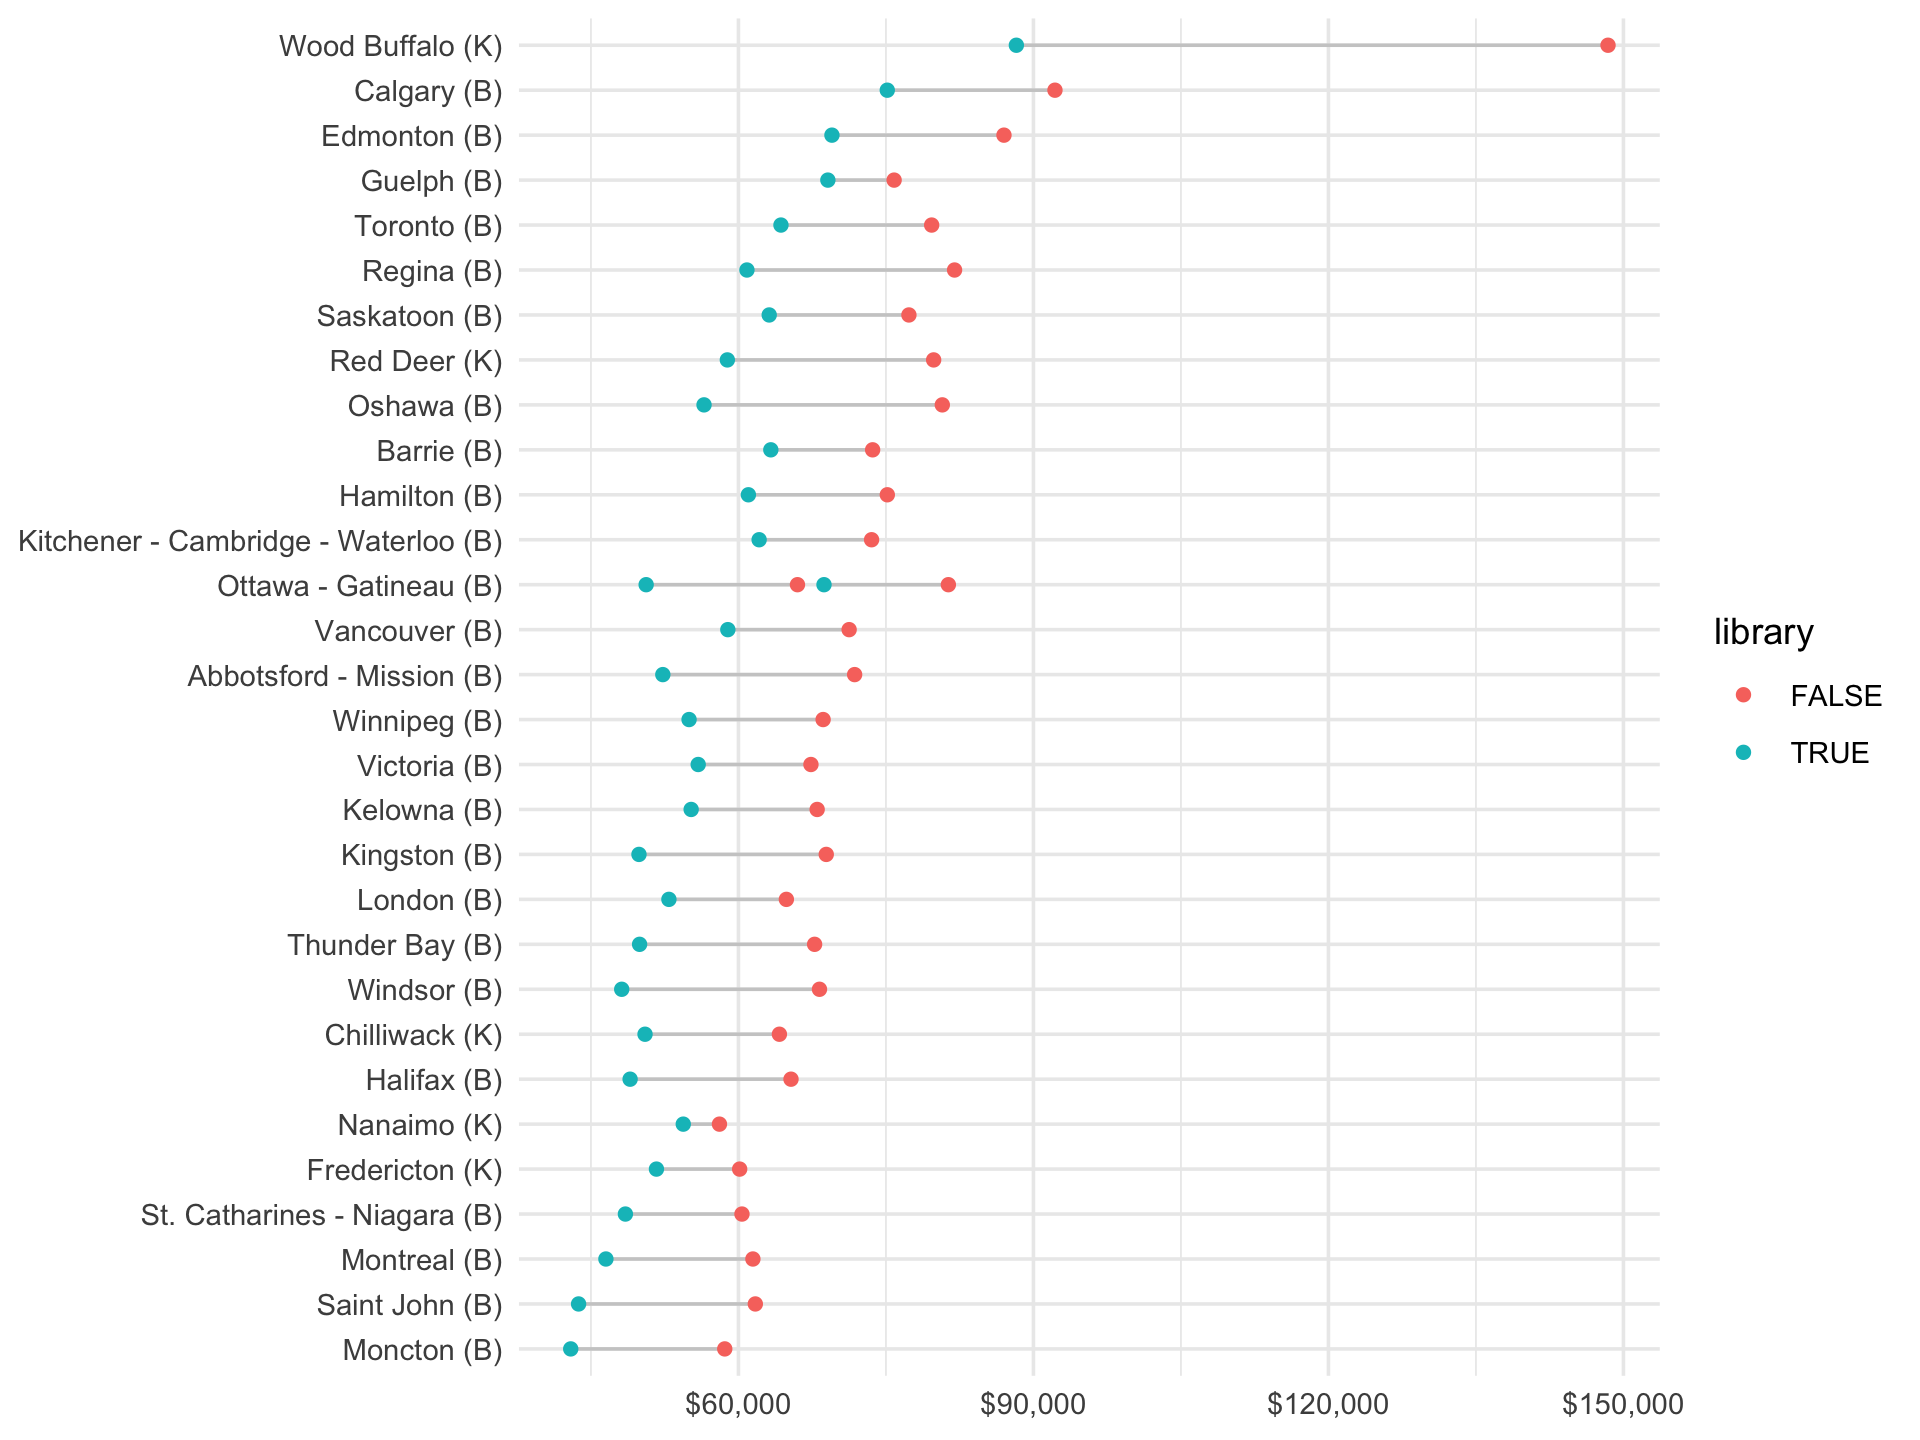 Wood Buffalo (K)
Calgary (B)
Edmonton (B)
Guelph (B)
Toronto (B)
Regina (B)
Saskatoon (B)
Red Deer (K)
Oshawa (B)
Barrie (B)
Hamilton (B)
Kitchener - Cambridge - Waterloo (B)
Ottawa - Gatineau (B)
Vancouver (B)
Abbotsford - Mission (B)
Winnipeg (B)
Victoria (B)
Kelowna (B)
Kingston (B)
London (B)
Thunder Bay (B)
Windsor (B)
Chilliwack (K)
Halifax (B)
Nanaimo (K)
Fredericton (K)
St. Catharines - Niagara (B)
Montreal (B)
Saint John (B)
Moncton (B)
$60,000 $90,000 $120,000 $150,000
library
FALSE
TRUE